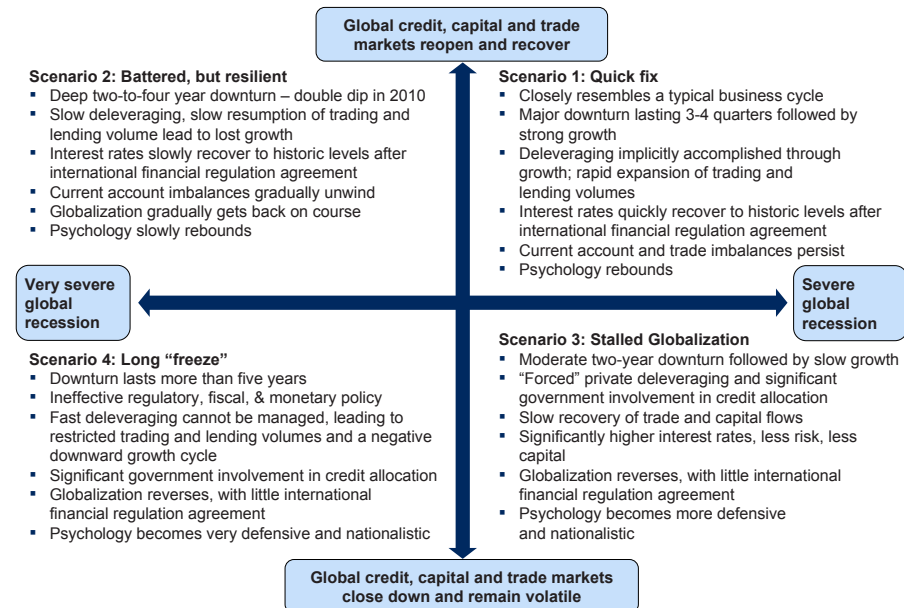 Global credit, capital and trade
markets reopen and recover
Scenario 2: Battered, but resilient
▪ Deep two-to-four year downturn – double dip in 2010
▪ Slow deleveraging, slow resumption of trading and
lending volume lead to lost growth
▪ Interest rates slowly recover to historic levels after
international financial regulation agreement
▪ Current account imbalances gradually unwind
▪ Globalization gradually gets back on course
▪ Psychology slowly rebounds
Scenario 1: Quick fix
▪ Closely resembles a typical business cycle
▪ Major downturn lasting 3-4 quarters followed by
strong growth
▪ Deleveraging implicitly accomplished through
growth; rapid expansion of trading and
lending volumes
▪ Interest rates quickly recover to historic levels after
international financial regulation agreement
▪ Current account and trade imbalances persist
▪ Psychology rebounds
Very severe
global
recession
Severe
global
recession
Scenario 4: Long “freeze”
▪ Downturn lasts more than five years
▪ Ineffective regulatory, fiscal, & monetary policy
▪ Fast deleveraging cannot be managed, leading to
restricted trading and lending volumes and a negative
downward growth cycle
▪ Significant government involvement in credit allocation
▪ Globalization reverses, with little international
financial regulation agreement
▪ Psychology becomes very defensive and nationalistic
Scenario 3: Stalled Globalization
▪ Moderate two-year downturn followed by slow growth
▪ “Forced” private deleveraging and significant
government involvement in credit allocation
▪ Slow recovery of trade and capital flows
▪ Significantly higher interest rates, less risk, less
capital
▪ Globalization reverses, with little international
financial regulation agreement
▪ Psychology becomes more defensive
and nationalistic
Global credit, capital and trade markets
close down and remain volatile